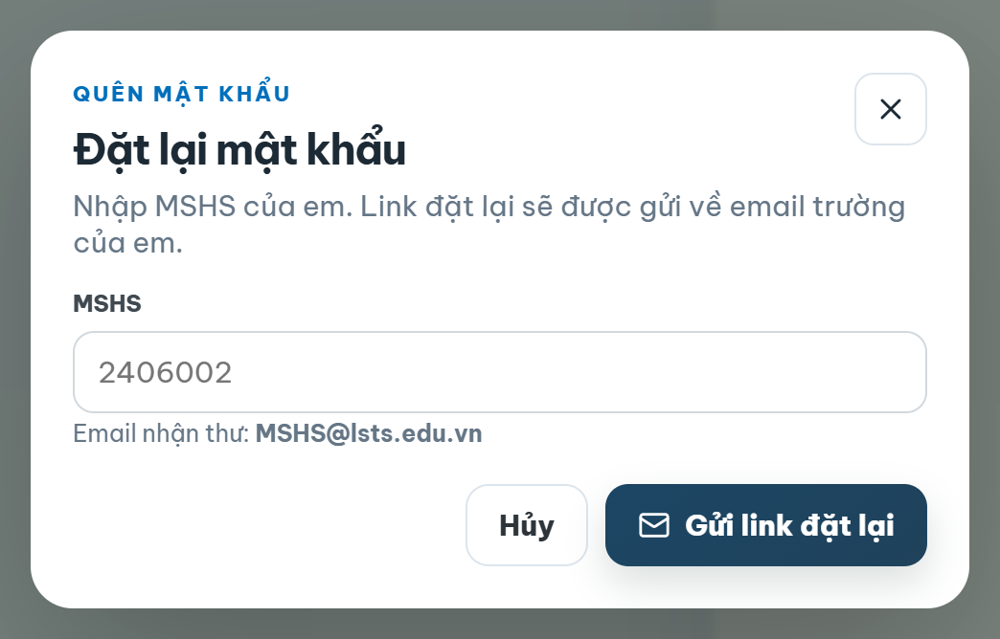 QUÊN MẬT KHẨU
Đặt lại mật khẩu
Nhập MSHS của em. Link đặt lại sẽ được gửi về email trường
của em.
MSHS
2406002
Email nhận thư: MSHS@lsts.edu.vn
Hủy
Gửi link đặt lại